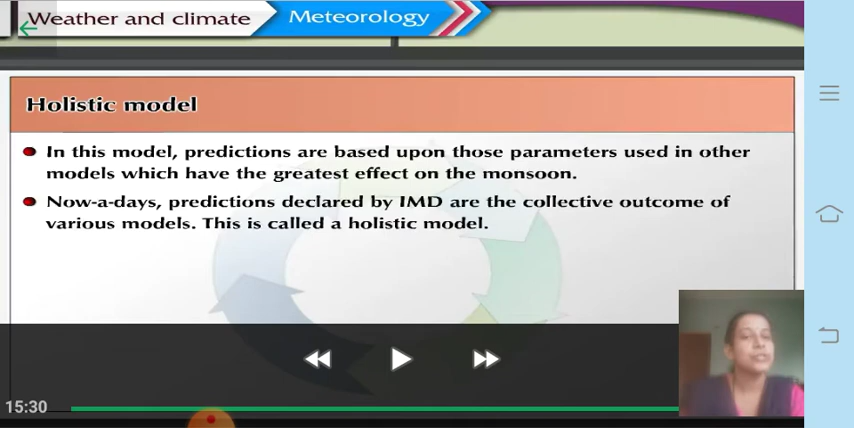 Weather and climate
Meteorology
Holistic model
In this model, predictions are based upon those parameters used in other
models which have the greatest effect on the monsoon.
Now-a-days, predictions declared by IMD are the collective outcome of
various models. This is called a holistic model.
15:30